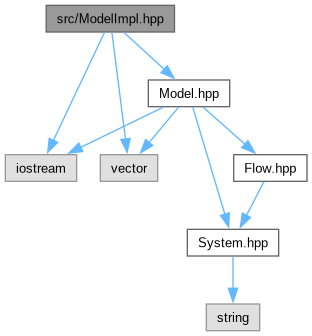 src/ModelImpl.hpp
Model.hpp
iostream
vector
Flow.hpp
System.hpp
string